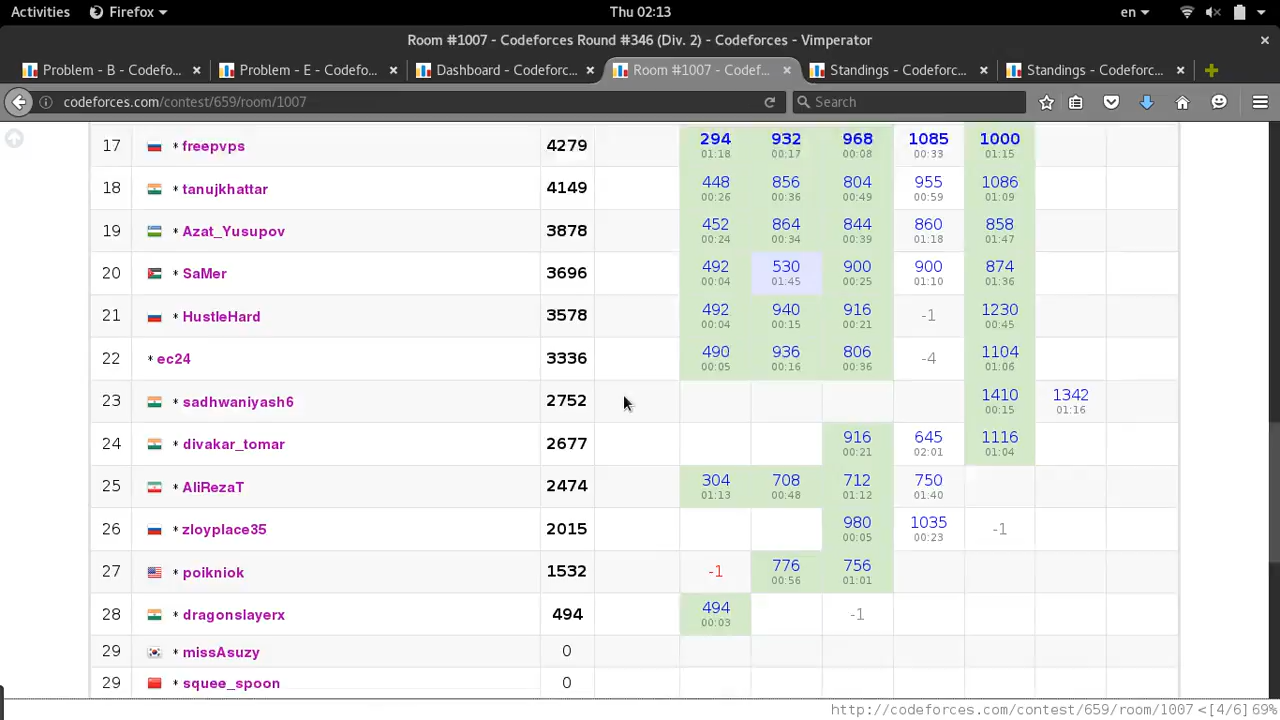 Activities Firefox Thu 02:13 en
Room #1007 - Codeforces Round #346 (Div. 2) - Codeforces - Vimperator
Problem - B - Codefo... Problem - E - Codefo... Dashboard - Codeforc... Room #1007 - Codef... Standings - Codeforc... Standings - Codeforc...
codeforces.com/contest/659/room/1007 Search
17 freepvps 4279 294 932 968 1085 1000
01:18 00:17 00:08 00:33 01:15
18 * tanujkhattar 4149 448 856 804 955 1086
00:26 00:36 00:49 00:59 01:09
19 * Azat_Yusupov 3878 452 864 844 860 858
00:24 00:34 00:39 01:18 01:47
20 * SaMer 3696 492 530 900 900 874
00:04 01:45 00:25 01:10 01:36
21 * HustleHard 3578 492 940 916 -1 1230
00:04 00:15 00:21 00:45
22 * ec24 3336 490 936 806 -4 1104
00:05 00:16 00:36 01:06
23 * sadhwaniyash6 2752 1410 1342
00:15 01:16
24 * divakar_tomar 2677 916 645 1116
00:21 02:01 01:04
25 * AliRezaT 2474 304 708 712 750
01:13 00:48 01:12 01:40
26 * zloyplace35 2015 980 1035 -1
00:05 00:23
27 * poikniok 1532 -1 776 756
00:56 01:01
28 * dragonslayerx 494 494 -1
00:03
29 * missAsuzy 0
29 * squee_spoon 0
http://codeforces.com/contest/659/room/1007 <[4/6] 69%